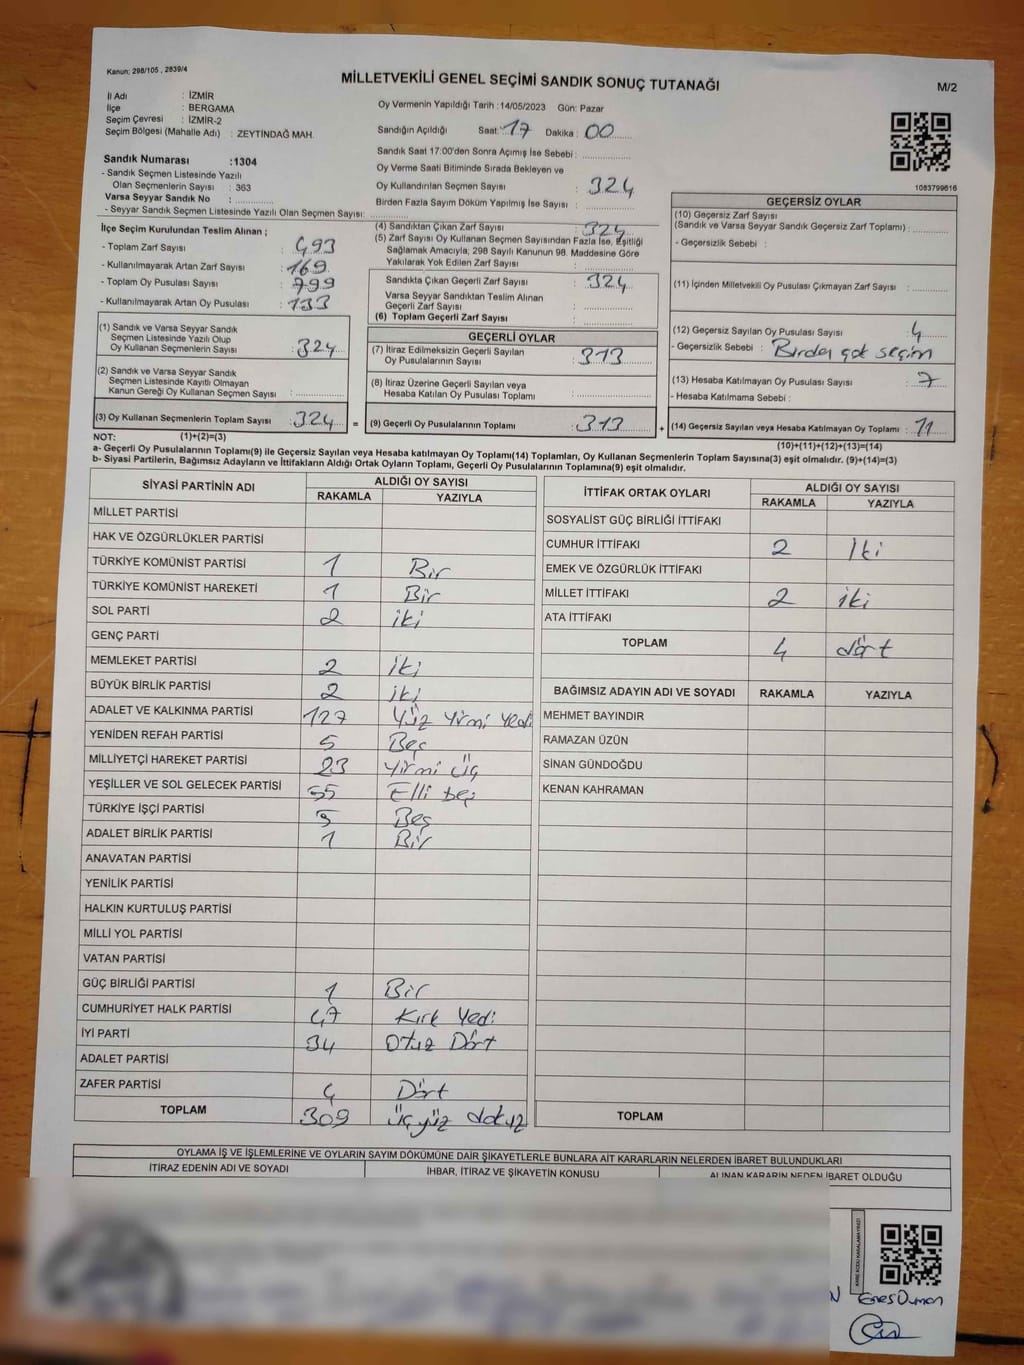 Kanun; 298/105 , 2839/4
MİLLETVEKİLİ GENEL SEÇİMİ SANDIK SONUÇ TUTANAĞI
M/2
İl Adı : İZMİR
İlçe : BERGAMA
Seçim Çevresi : İZMİR-2
Seçim Bölgesi (Mahalle Adı) : ZEYTİNDAĞ MAH.
Sandık Numarası :1304
- Sandık Seçmen Listesinde Yazılı
Olan Seçmenlerin Sayısı : 363
Varsa Seyyar Sandık No : ............
- Seyyar Sandık Seçmen Listesinde Yazılı Olan Seçmen Sayısı: ............
Oy Vermenin Yapıldığı Tarih :14/05/2023 Gün: Pazar
Sandığın Açıldığı Saat: 17 Dakika : 00
Sandık Saat 17:00'den Sonra Açılmış İse Sebebi : ............
Oy Verme Saati Bitiminde Sırada Bekleyen ve
Oy Kullandırılan Seçmen Sayısı : 324
Birden Fazla Sayım Döküm Yapılmış İse Sayısı : ............
1083799616
İlçe Seçim Kurulundan Teslim Alınan ;
- Toplam Zarf Sayısı : 493
- Kullanılmayarak Artan Zarf Sayısı : 169
- Toplam Oy Pusulası Sayısı : 799
- Kullanılmayarak Artan Oy Pusulası : 133
(1) Sandık ve Varsa Seyyar Sandık
Seçmen Listesinde Yazılı Olup
Oy Kullanan Seçmenlerin Sayısı : 324
(2) Sandık ve Varsa Seyyar Sandık
Seçmen Listesinde Kayıtlı Olmayan
Kanun Gereği Oy Kullanan Seçmen Sayısı : ............
(3) Oy Kullanan Seçmenlerin Toplam Sayısı : 324 =
(4) Sandıktan Çıkan Zarf Sayısı : 324
(5) Zarf Sayısı Oy Kullanan Seçmen Sayısından Fazla İse, Eşitliği
Sağlamak Amacıyla, 298 Sayılı Kanunun 98. Maddesine Göre
Yakılarak Yok Edilen Zarf Sayısı : ............
Sandıkta Çıkan Geçerli Zarf Sayısı : 324
Varsa Seyyar Sandıktan Teslim Alınan
Geçerli Zarf Sayısı : ............
(6) Toplam Geçerli Zarf Sayısı : ............
GEÇERLİ OYLAR
(7) İtiraz Edilmeksizin Geçerli Sayılan
Oy Pusulalarının Sayısı : 313
(8) İtiraz Üzerine Geçerli Sayılan veya
Hesaba Katılan Oy Pusulası Toplamı : ............
(9) Geçerli Oy Pusulalarının Toplamı : 313 +
GEÇERSİZ OYLAR
(10) Geçersiz Zarf Sayısı
(Sandık ve Varsa Seyyar Sandık Geçersiz Zarf Toplamı) : ............
- Geçersizlik Sebebi :
(11) İçinden Milletvekili Oy Pusulası Çıkmayan Zarf Sayısı : ............
(12) Geçersiz Sayılan Oy Pusulası Sayısı : 4
- Geçersizlik Sebebi : Birden çok seçim
(13) Hesaba Katılmayan Oy Pusulası Sayısı : 7
- Hesaba Katılmama Sebebi :
(14) Geçersiz Sayılan veya Hesaba Katılmayan Oy Toplamı : 11
NOT: (1)+(2)=(3) (10)+(11)+(12)+(13)=(14)
a- Geçerli Oy Pusulalarının Toplamı(9) ile Geçersiz Sayılan veya Hesaba katılmayan Oy Toplamı(14) Toplamları, Oy Kullanan Seçmenlerin Toplam Sayısına(3) eşit olmalıdır. (9)+(14)=(3)
b- Siyasi Partilerin, Bağımsız Adayların ve İttifakların Aldığı Ortak Oyların Toplamı, Geçerli Oy Pusulalarının Toplamına(9) eşit olmalıdır.
SİYASİ PARTİNİN ADI ALDIĞI OY SAYISI
RAKAMLA YAZIYLA
MİLLET PARTİSİ
HAK VE ÖZGÜRLÜKLER PARTİSİ
TÜRKİYE KOMÜNİST PARTİSİ 1 Bir
TÜRKİYE KOMÜNİST HAREKETİ 1 Bir
SOL PARTİ 2 iki
GENÇ PARTİ
MEMLEKET PARTİSİ 2 iki
BÜYÜK BİRLİK PARTİSİ 2 iki
ADALET VE KALKINMA PARTİSİ 127 Yüz Yirmi Yedi
YENİDEN REFAH PARTİSİ 5 Beş
MİLLİYETÇİ HAREKET PARTİSİ 23 Yirmi üç
YEŞİLLER VE SOL GELECEK PARTİSİ 55 Elli beş
TÜRKİYE İŞÇİ PARTİSİ 5 Beş
ADALET BİRLİK PARTİSİ 1 Bir
ANAVATAN PARTİSİ
YENİLİK PARTİSİ
HALKIN KURTULUŞ PARTİSİ
MİLLİ YOL PARTİSİ
VATAN PARTİSİ
GÜÇ BİRLİĞİ PARTİSİ 1 Bir
CUMHURİYET HALK PARTİSİ 47 Kırk Yedi
İYİ PARTİ 34 Otuz Dört
ADALET PARTİSİ
ZAFER PARTİSİ 4 Dört
TOPLAM 309 üçyüz dokuz
İTTİFAK ORTAK OYLARI ALDIĞI OY SAYISI
RAKAMLA YAZIYLA
SOSYALİST GÜÇ BİRLİĞİ İTTİFAKI
CUMHUR İTTİFAKI 2 İki
EMEK VE ÖZGÜRLÜK İTTİFAKI
MİLLET İTTİFAKI 2 iki
ATA İTTİFAKI
TOPLAM 4 dört
BAĞIMSIZ ADAYIN ADI VE SOYADI RAKAMLA YAZIYLA
MEHMET BAYINDIR
RAMAZAN ÜZÜN
SİNAN GÜNDOĞDU
KENAN KAHRAMAN
TOPLAM
OYLAMA İŞ VE İŞLEMLERİNE VE OYLARIN SAYIM DÖKÜMÜNE DAİR ŞİKAYETLERLE BUNLARA AİT KARARLARIN NELERDEN İBARET BULUNDUKLARI
İTİRAZ EDENİN ADI VE SOYADI İHBAR, İTİRAZ VE ŞİKAYETİN KONUSU ALINAN KARARIN NEDEN İBARET OLDUĞU
KARE KODU KARALAMAYINIZ!
Enes Duman